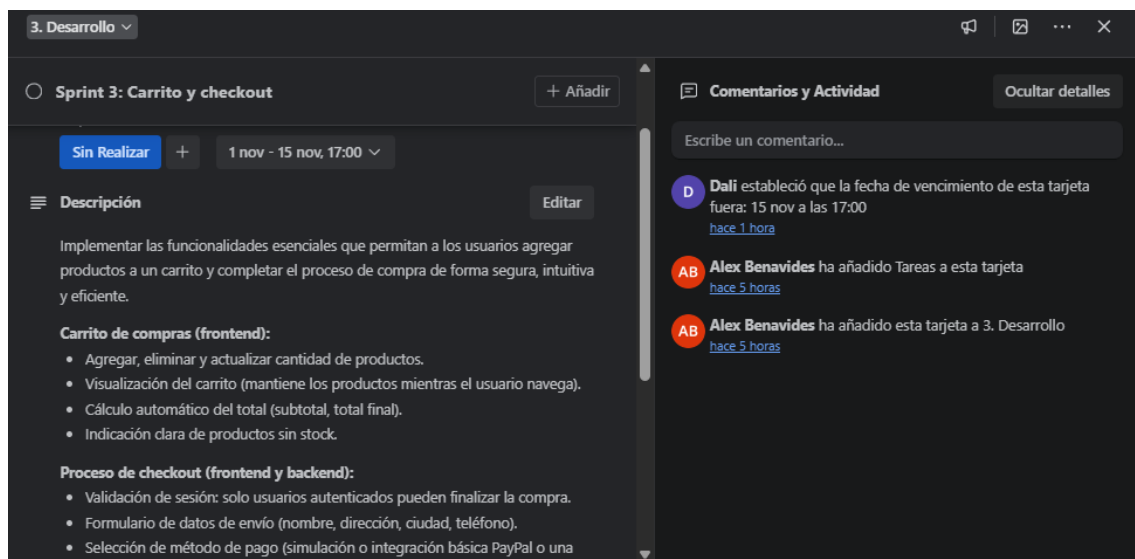 3. Desarrollo
Sprint 3: Carrito y checkout
+ Añadir
Sin Realizar
+
1 nov - 15 nov, 17:00
Descripción
Editar
Implementar las funcionalidades esenciales que permitan a los usuarios agregar
productos a un carrito y completar el proceso de compra de forma segura, intuitiva
y eficiente.
Carrito de compras (frontend):
• Agregar, eliminar y actualizar cantidad de productos.
• Visualización del carrito (mantiene los productos mientras el usuario navega).
• Cálculo automático del total (subtotal, total final).
• Indicación clara de productos sin stock.
Proceso de checkout (frontend y backend):
• Validación de sesión: solo usuarios autenticados pueden finalizar la compra.
• Formulario de datos de envío (nombre, dirección, ciudad, teléfono).
• Selección de método de pago (simulación o integración básica PayPal o una
Comentarios y Actividad
Ocultar detalles
Escribe un comentario...
D
Dali estableció que la fecha de vencimiento de esta tarjeta
fuera: 15 nov a las 17:00
hace 1 hora
AB
Alex Benavides ha añadido Tareas a esta tarjeta
hace 5 horas
AB
Alex Benavides ha añadido esta tarjeta a 3. Desarrollo
hace 5 horas